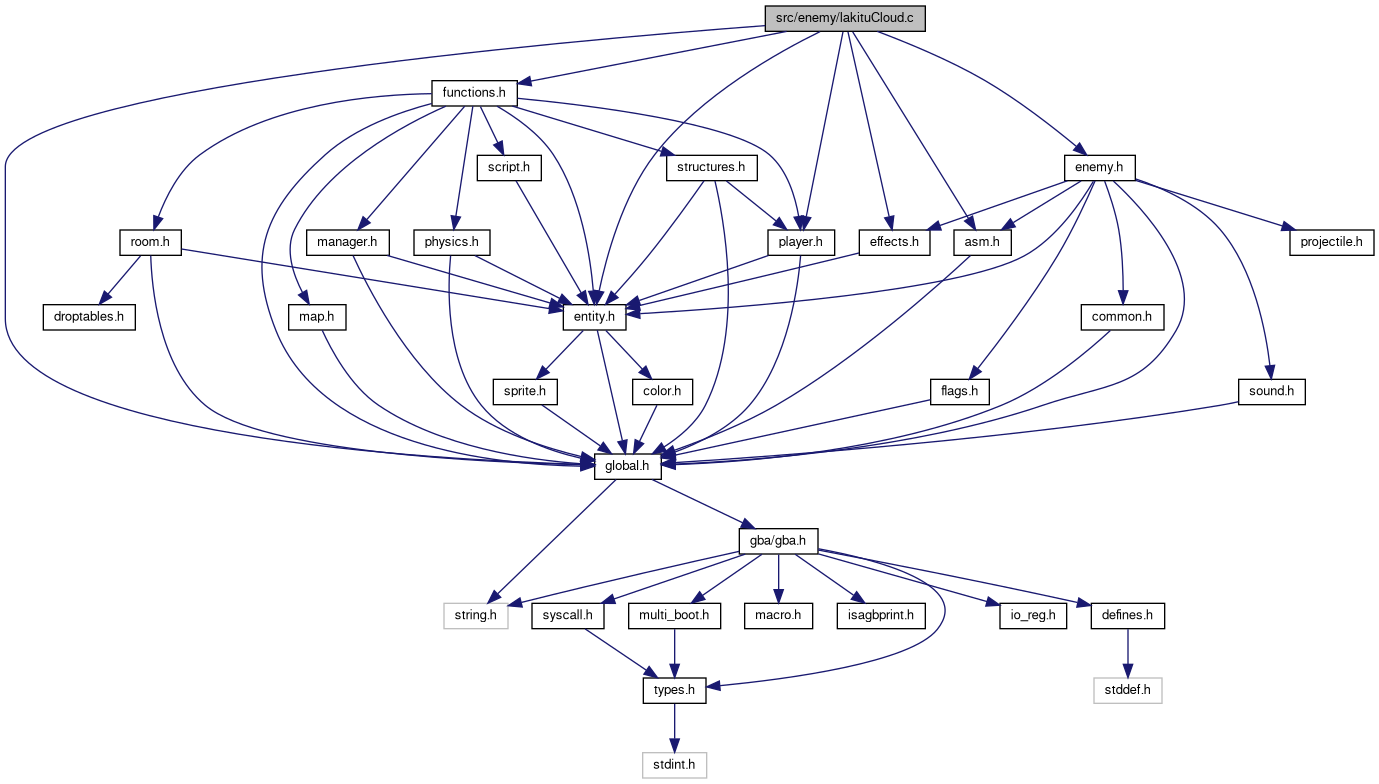 src/enemy/lakituCloud.c
functions.h
script.h
structures.h
enemy.h
room.h
manager.h
physics.h
player.h
effects.h
asm.h
projectile.h
droptables.h
map.h
entity.h
common.h
sprite.h
color.h
flags.h
sound.h
global.h
gba/gba.h
string.h
syscall.h
multi_boot.h
macro.h
isagbprint.h
io_reg.h
defines.h
types.h
stddef.h
stdint.h